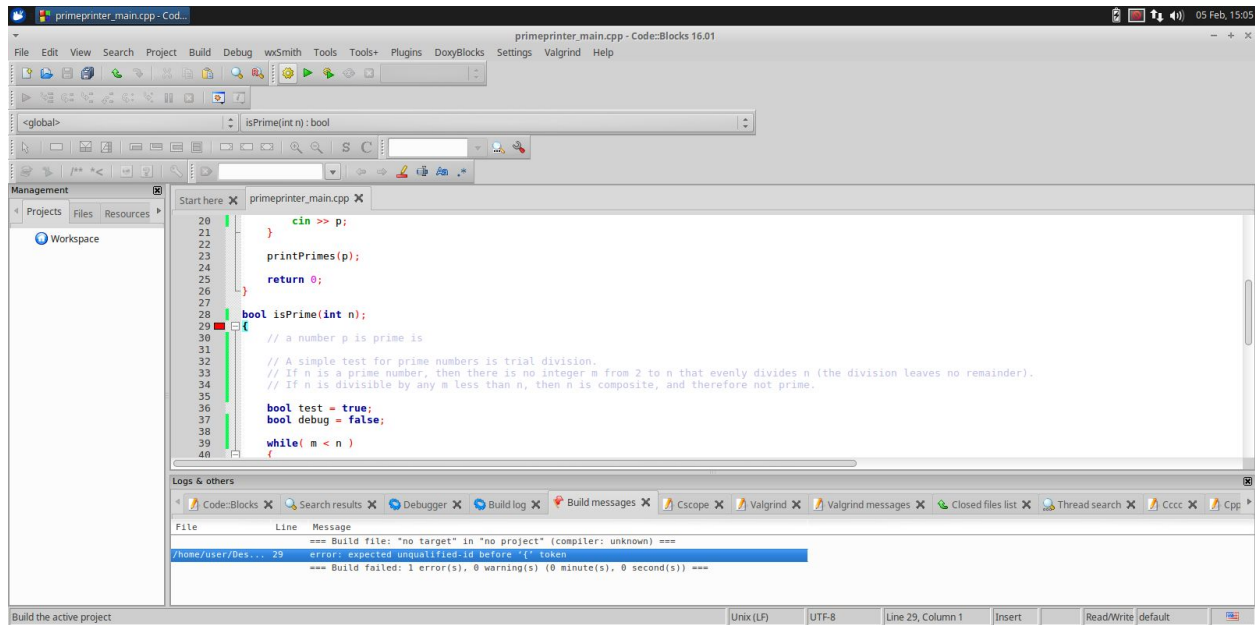 primeprinter_main.cpp - Cod...
05 Feb, 15:05
primeprinter_main.cpp - Code::Blocks 16.01
File Edit View Search Project Build Debug wxSmith Tools Tools+ Plugins DoxyBlocks Settings Valgrind Help
<global> isPrime(int n) : bool
S C
/** *< .*
Management
Projects Files Resources
Workspace
Start here primeprinter_main.cpp
20 cin >> p;
21 }
22
23 printPrimes(p);
24
25 return 0;
26 }
27
28 bool isPrime(int n);
29 {
30 // a number p is prime is
31
32 // A simple test for prime numbers is trial division.
33 // If n is a prime number, then there is no integer m from 2 to n that evenly divides n (the division leaves no remainder).
34 // If n is divisible by any m less than n, then n is composite, and therefore not prime.
35
36 bool test = true;
37 bool debug = false;
38
39 while( m < n )
40 {
Logs & others
Code::Blocks Search results Debugger Build log Build messages Cscope Valgrind Valgrind messages Closed files list Thread search Cccc Cpp
File Line Message
=== Build file: "no target" in "no project" (compiler: unknown) ===
/home/user/Des... 29 error: expected unqualified-id before '{' token
=== Build failed: 1 error(s), 0 warning(s) (0 minute(s), 0 second(s)) ===
Build the active project Unix (LF) UTF-8 Line 29, Column 1 Insert Read/Write default